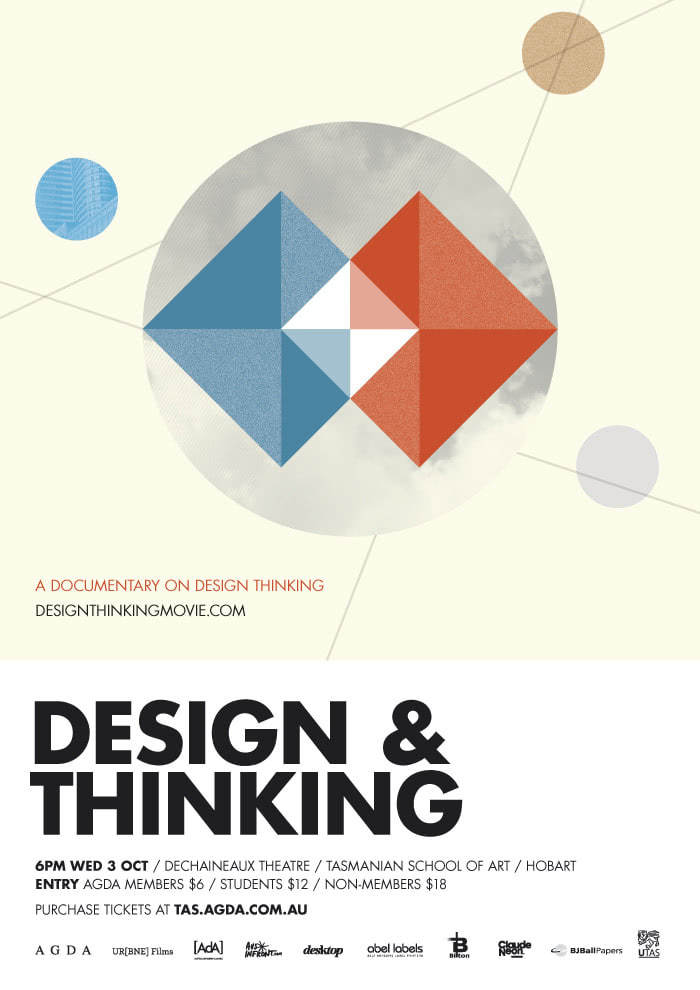 A DOCUMENTARY ON DESIGN THINKING
DESIGNTHINKINGMOVIE.COM
DESIGN &
THINKING
6PM WED 3 OCT / DECHAINEAUX THEATRE / TASMANIAN SCHOOL OF ART / HOBART
ENTRY AGDA MEMBERS $6 / STUDENTS $12 / NON-MEMBERS $18
PURCHASE TICKETS AT TAS.AGDA.COM.AU
AGDA UR[BNE] Films [AdA] desktop abel labels B Bilton Claude Neon BJBallPapers UTAS